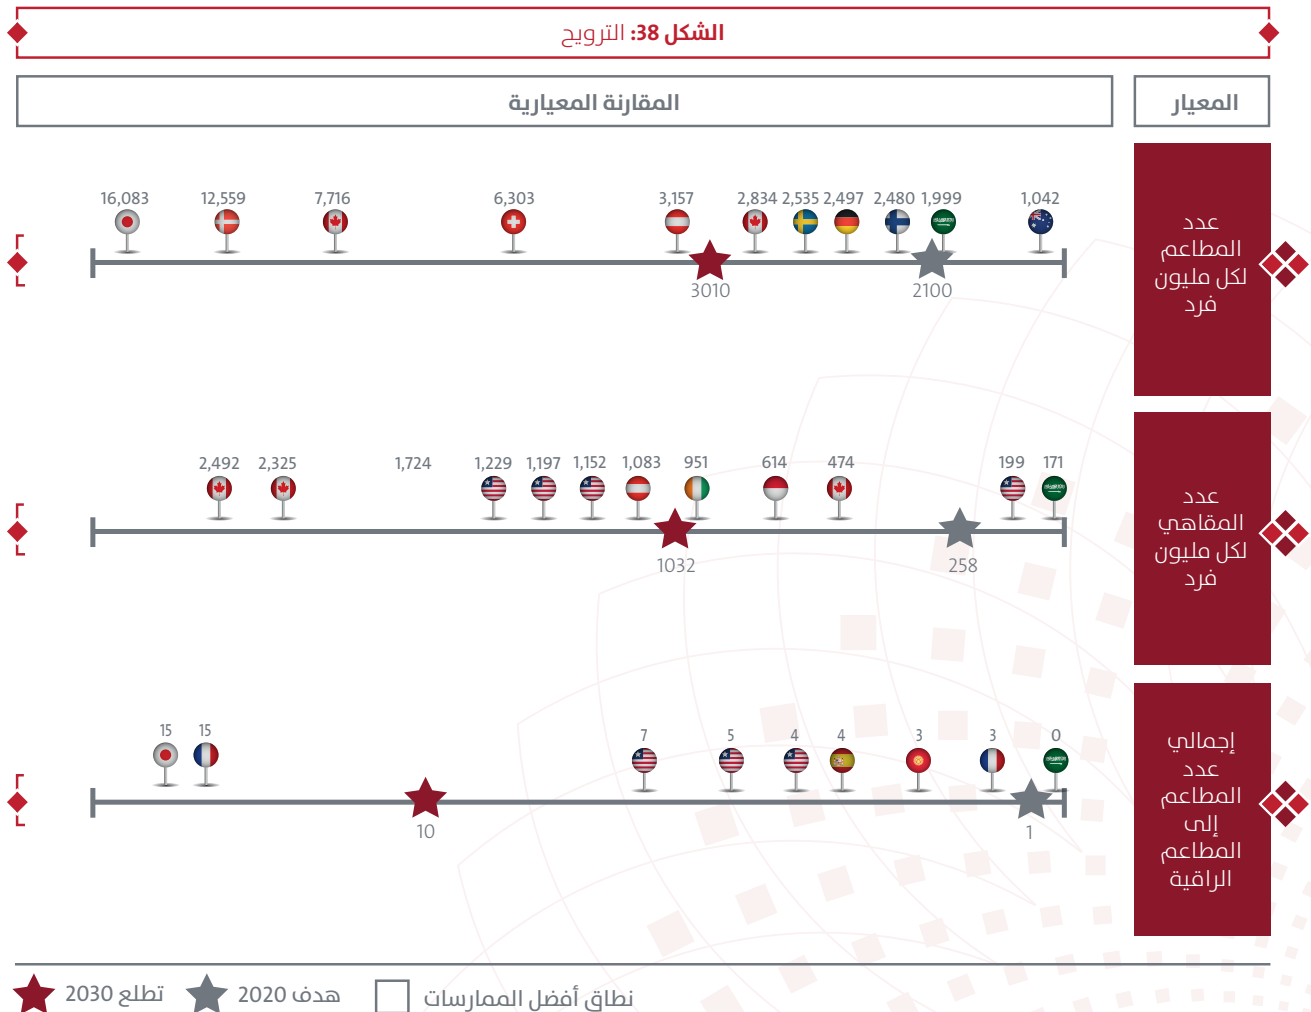 الشكل 38: الترويح
المعيار
المقارنة المعيارية
عدد
المطاعم
لكل مليون
فرد
16,083 12,559 7,716 6,303 3,157 2,834 2,535 2,497 2,480 1,999 1,042
3010 2100
عدد
المقاهي
لكل مليون
فرد
2,492 2,325 1,724 1,229 1,197 1,152 1,083 951 614 474 199 171
1032 258
إجمالي
عدد
المطاعم
إلى
المطاعم
الراقية
15 15 7 5 4 4 3 3 0
10 1
نطاق أفضل الممارسات
هدف 2020
تطلع 2030